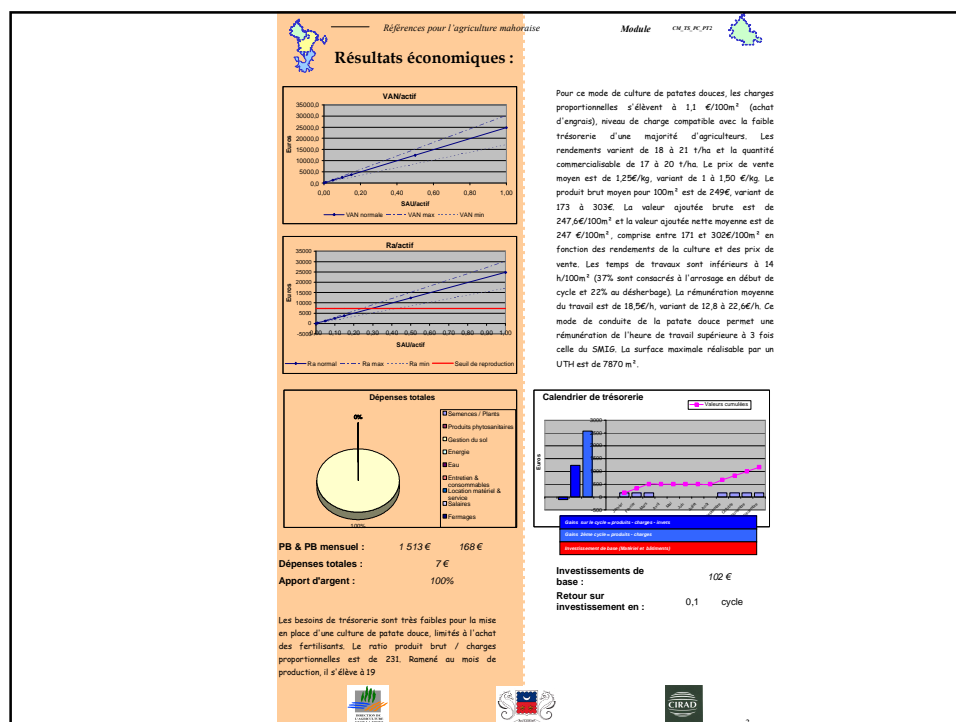 Références pour l'agriculture mahoraise
Module CM_TS_PC_PT2
Résultats économiques :
VAN/actif
35000,0
30000,0
25000,0
20000,0
15000,0
10000,0
5000,0
0,0
Euros
0,00 0,20 0,40 0,60 0,80 1,00
SAU/actif
VAN normale VAN max VAN min
Ra/actif
35000
30000
25000
20000
15000
10000
5000
0
-5000
Euros
0,00 0,10 0,20 0,30 0,40 0,50 0,60 0,70 0,80 0,90 1,00
SAU/actif
Ra normal Ra max Ra min Seuil de reproduction
Pour ce mode de culture de patates douces, les charges
proportionnelles s'élèvent à 1,1 €/100m² (achat
d'engrais), niveau de charge compatible avec la faible
trésorerie d'une majorité d'agriculteurs. Les
rendements varient de 18 à 21 t/ha et la quantité
commercialisable de 17 à 20 t/ha. Le prix de vente
moyen est de 1,25€/kg, variant de 1 à 1,50 €/kg. Le
produit brut moyen pour 100m² est de 249€, variant de
173 à 303€. La valeur ajoutée brute est de
247,6€/100m² et la valeur ajoutée nette moyenne est de
247 €/100m², comprise entre 171 et 302€/100m² en
fonction des rendements de la culture et des prix de
vente. Les temps de travaux sont inférieurs à 14
h/100m² (37% sont consacrés à l'arrosage en début de
cycle et 22% au désherbage). La rémunération moyenne
du travail est de 18,5€/h, variant de 12,8 à 22,6€/h. Ce
mode de conduite de la patate douce permet une
rémunération de l'heure de travail supérieure à 3 fois
celle du SMIG. La surface maximale réalisable par un
UTH est de 7870 m².
Dépenses totales
0%
100%
Semences / Plants
Produits phytosanitaires
Gestion du sol
Energie
Eau
Entretien &
consommables
Location matériel &
service
Salaires
Fermages
Calendrier de trésorerie
Valeurs cumulées
3000
2500
2000
1500
1000
500
0
-500
Euros
Gains sur le cycle = produits - charges - invets
Gains 2ème cycle = produits - charges
Investissement de base (Matériel et bâtiments)
PB & PB mensuel : 1 513 € 168 €
Dépenses totales : 7 €
Apport d'argent : 100%
Investissements de
base : 102 €
Retour sur
investissement en : 0,1 cycle
Les besoins de trésorerie sont très faibles pour la mise
en place d'une culture de patate douce, limités à l'achat
des fertilisants. Le ratio produit brut / charges
proportionnelles est de 231. Ramené au mois de
production, il s'élève à 19
DIRECTION DE
L'AGRICULTURE
CIRAD